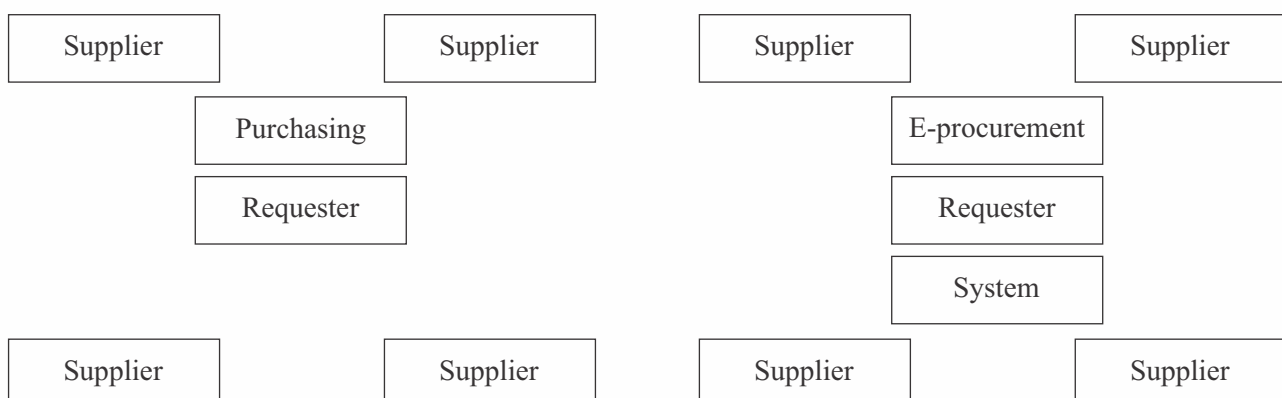 Supplier
Supplier
Supplier
Supplier
Purchasing
E-procurement
Requester
Requester
System
Supplier
Supplier
Supplier
Supplier